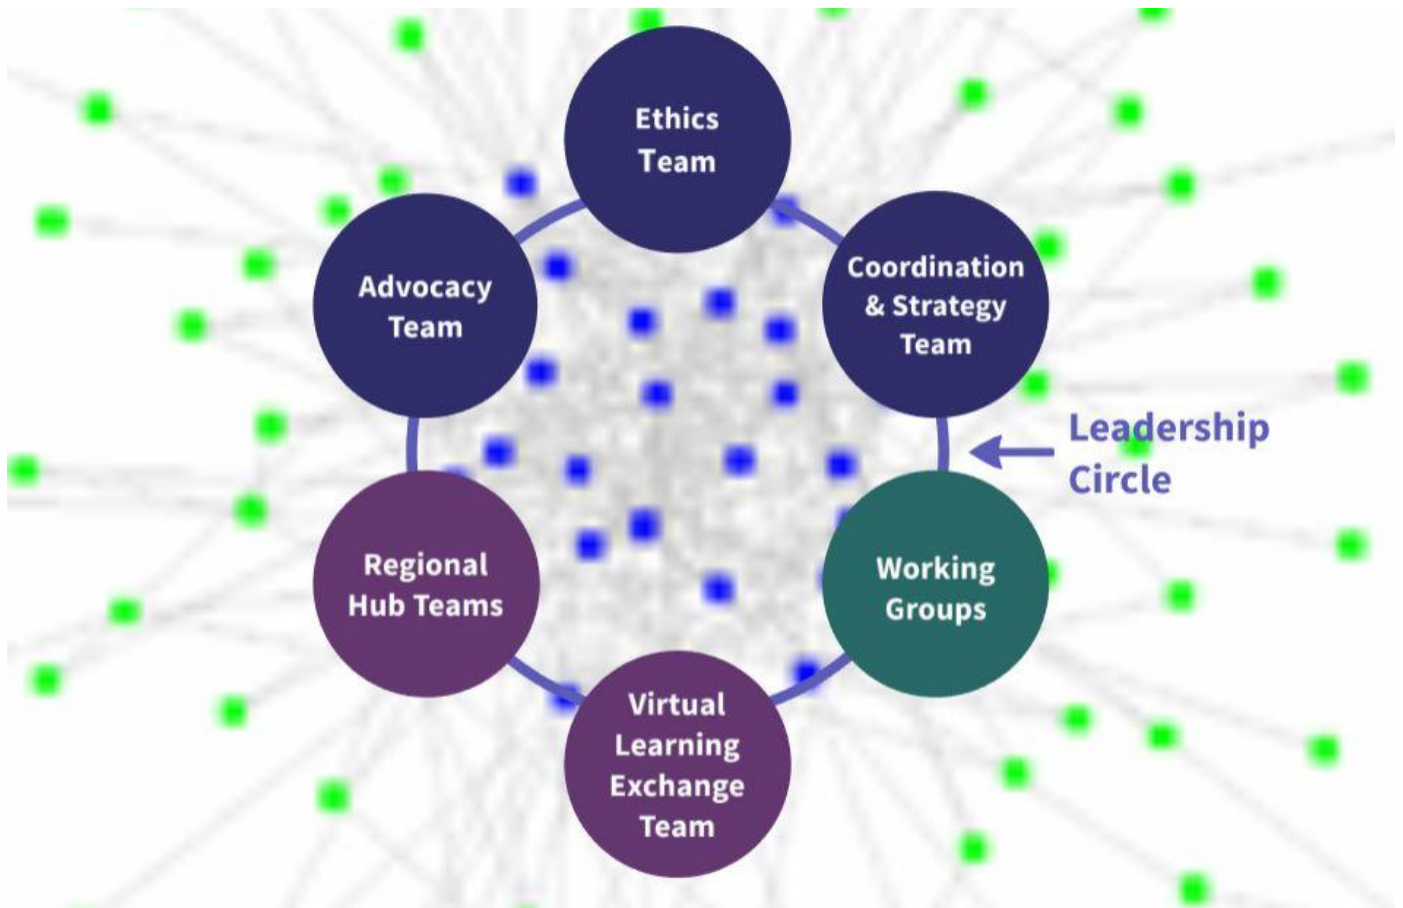 Ethics
Team
Advocacy
Team
Coordination
& Strategy
Team
Leadership
Circle
Regional
Hub Teams
Working
Groups
Virtual
Learning
Exchange
Team